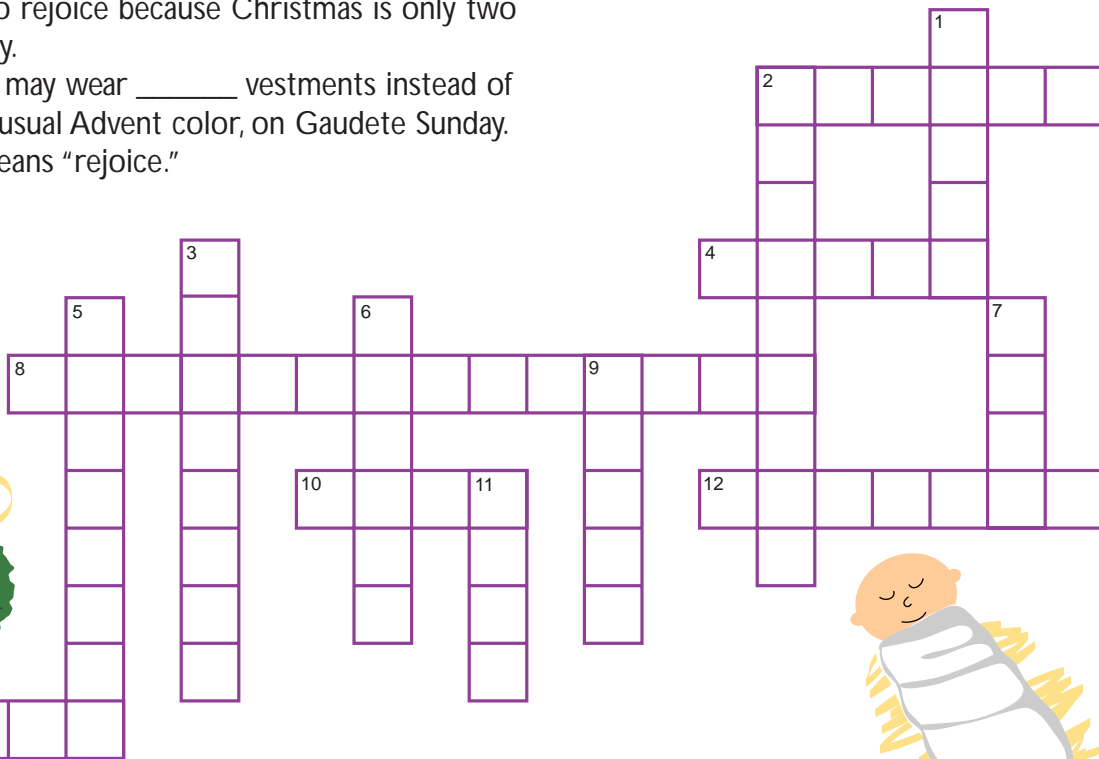 o rejoice because Christmas is only two
y.
may wear ______ vestments instead of
usual Advent color, on Gaudete Sunday.
eans “rejoice.”
1
2
3 4
5 6 7
8 9
10 11 12